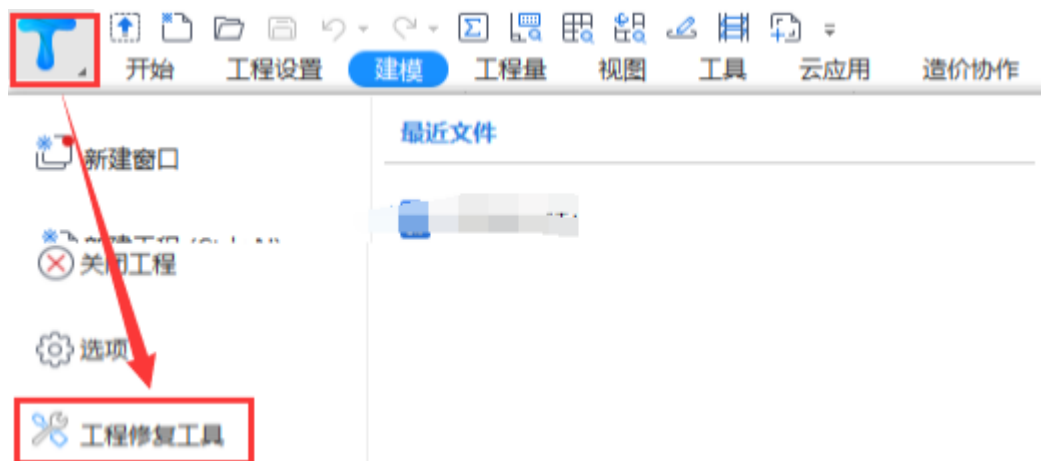 开始 工程设置 建模 工程量 视图 工具 云应用 造价协作
最近文件
新建窗口
关闭工程
选项
工程修复工具